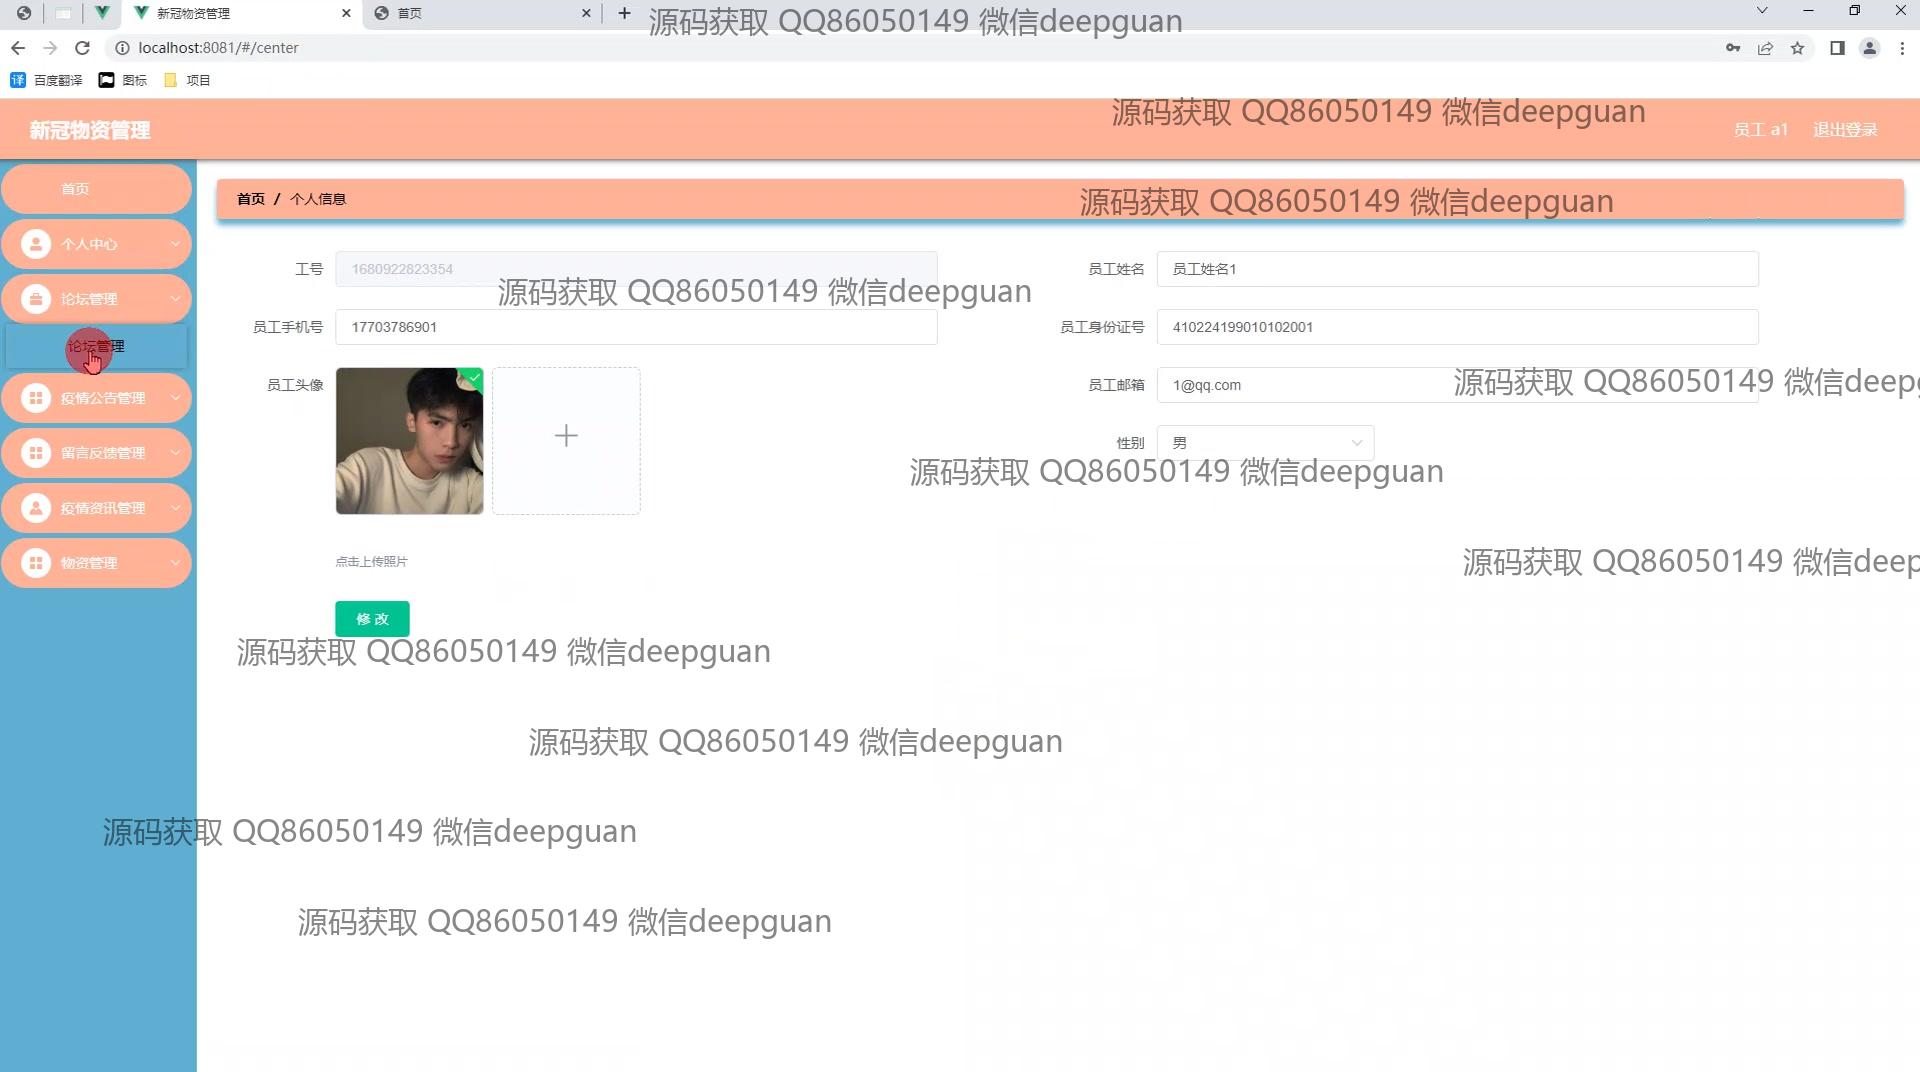 新冠物资管理
首页
源码获取 QQ86050149 微信deepguan
localhost:8081/#/center
百度翻译
图标
项目
源码获取 QQ86050149 微信deepguan
新冠物资管理
员工 a1
退出登录
首页
首页 / 个人信息
源码获取 QQ86050149 微信deepguan
个人中心
工号
1680922823354
员工姓名
员工姓名1
源码获取 QQ86050149 微信deepguan
论坛管理
员工手机号
17703786901
员工身份证号
410224199010102001
论坛管理
员工头像
员工邮箱
1@qq.com
源码获取 QQ86050149 微信deep
疫情公告管理
性别
男
留言反馈管理
源码获取 QQ86050149 微信deepguan
疫情资讯管理
物资管理
点击上传照片
源码获取 QQ86050149 微信deep
修改
源码获取 QQ86050149 微信deepguan
源码获取 QQ86050149 微信deepguan
源码获取 QQ86050149 微信deepguan
源码获取 QQ86050149 微信deepguan